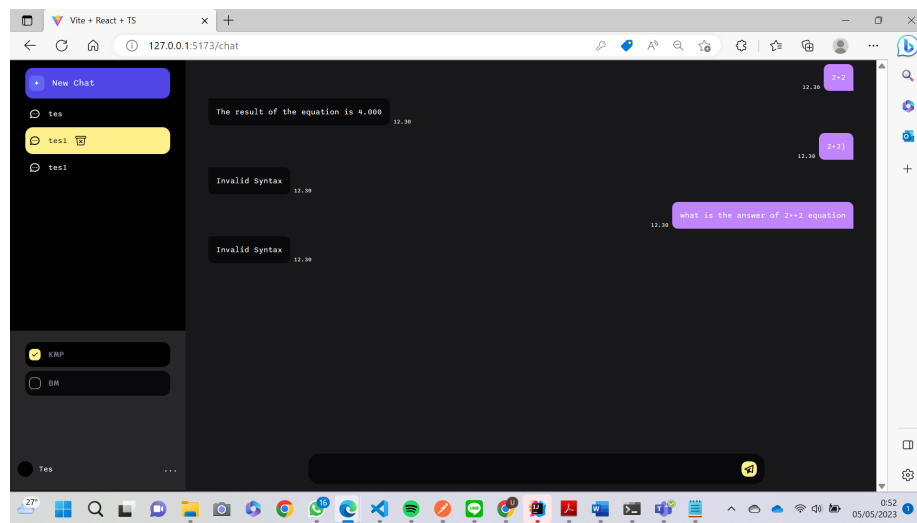 Vite + React + TS
127.0.0.1:5173/chat
New Chat
tes
tes1
tes1
2+2
12.30
The result of the equation is 4.000
12.30
2+2)
12.30
Invalid Syntax
12.30
what is the answer of 2++2 equation
12.30
Invalid Syntax
12.30
KMP
BM
Tes
...
27°
16
0:52
05/05/2023
1